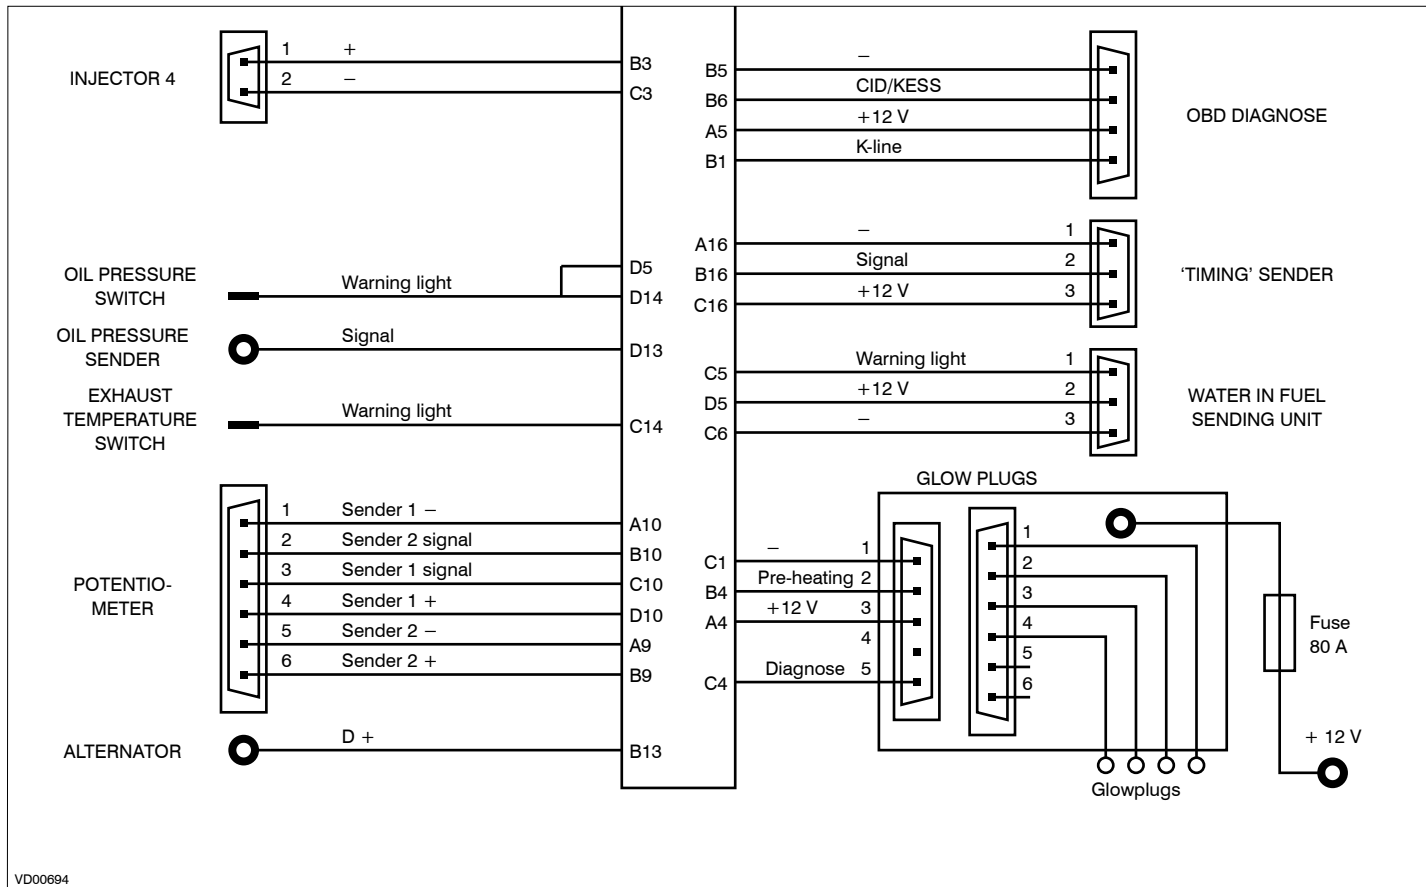 INJECTOR 4
1 +
2 −
B3
C3
OIL PRESSURE
SWITCH
Warning light
D5
D14
OIL PRESSURE
SENDER
Signal
D13
EXHAUST
TEMPERATURE
SWITCH
Warning light
C14
POTENTIO-
METER
1 Sender 1 − A10
2 Sender 2 signal B10
3 Sender 1 signal C10
4 Sender 1 + D10
5 Sender 2 − A9
6 Sender 2 + B9
ALTERNATOR
D + B13
B5 −
B6 CID/KESS
A5 +12 V
B1 K-line
OBD DIAGNOSE
A16 − 1
B16 Signal 2
C16 +12 V 3
‘TIMING’ SENDER
C5 Warning light 1
D5 +12 V 2
C6 − 3
WATER IN FUEL
SENDING UNIT
GLOW PLUGS
C1 − 1
B4 Pre-heating 2
A4 +12 V 3
4
C4 Diagnose 5
1
2
3
4
5
6
Glowplugs
Fuse
80 A
+ 12 V
VD00694